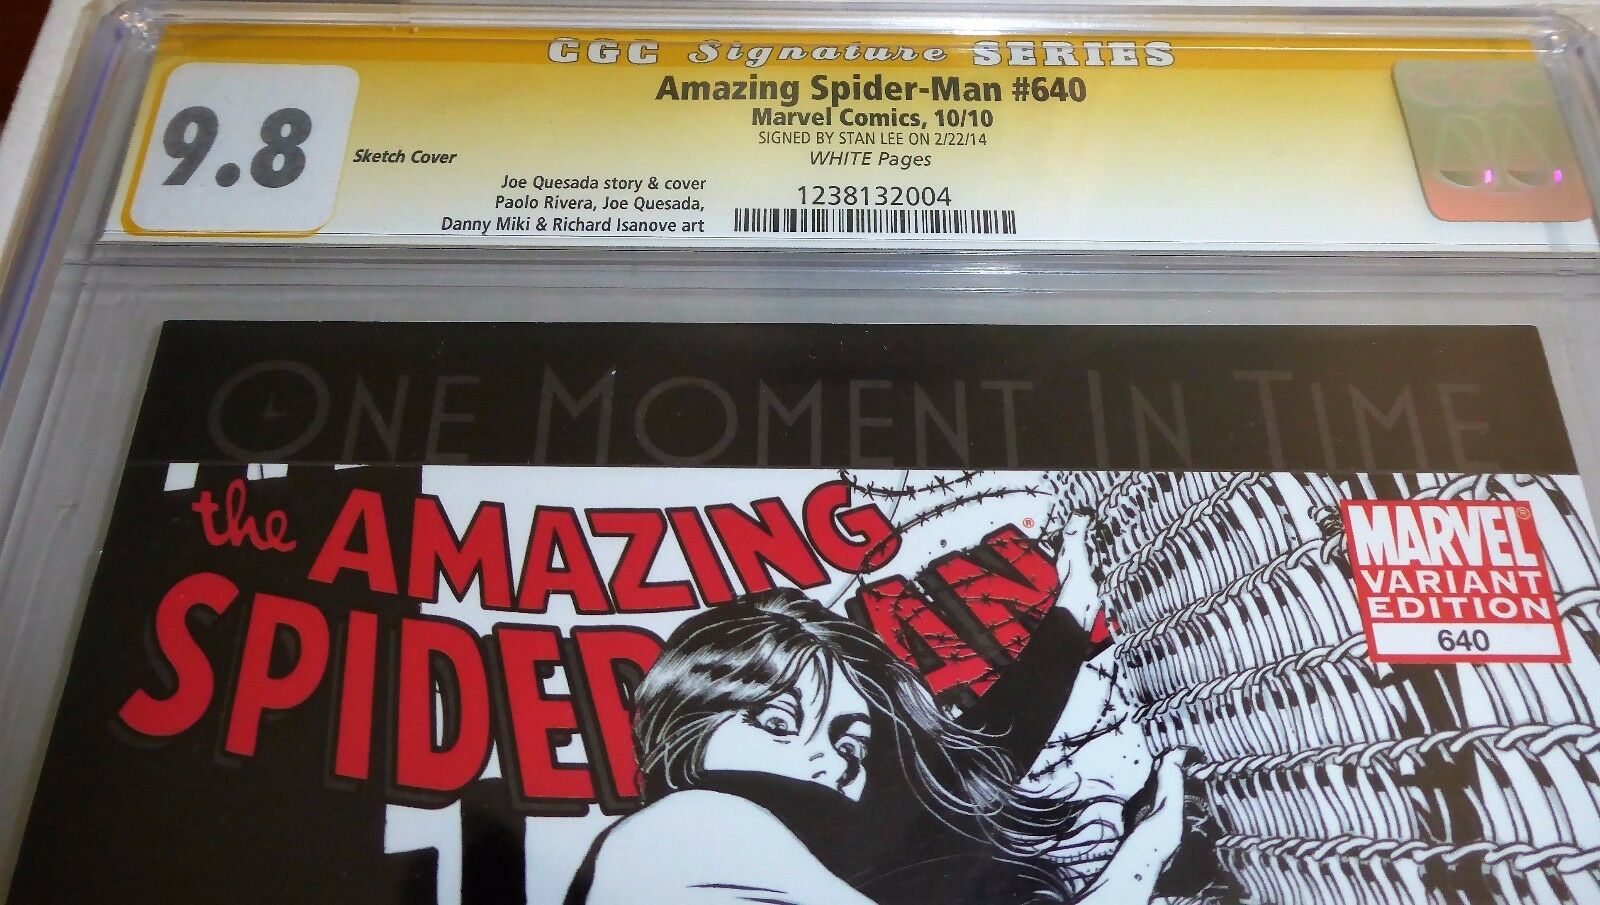 CGC Signature SERIES
Amazing Spider-Man #640
Marvel Comics, 10/10
SIGNED BY STAN LEE ON 2/22/14
WHITE Pages
9.8
Sketch Cover
Joe Quesada story & cover
Paolo Rivera, Joe Quesada,
Danny Miki & Richard Isanove art
1238132004
ONE MOMENT IN TIME
the AMAZING
SPIDER
AN®
MARVEL®
VARIANT
EDITION
640